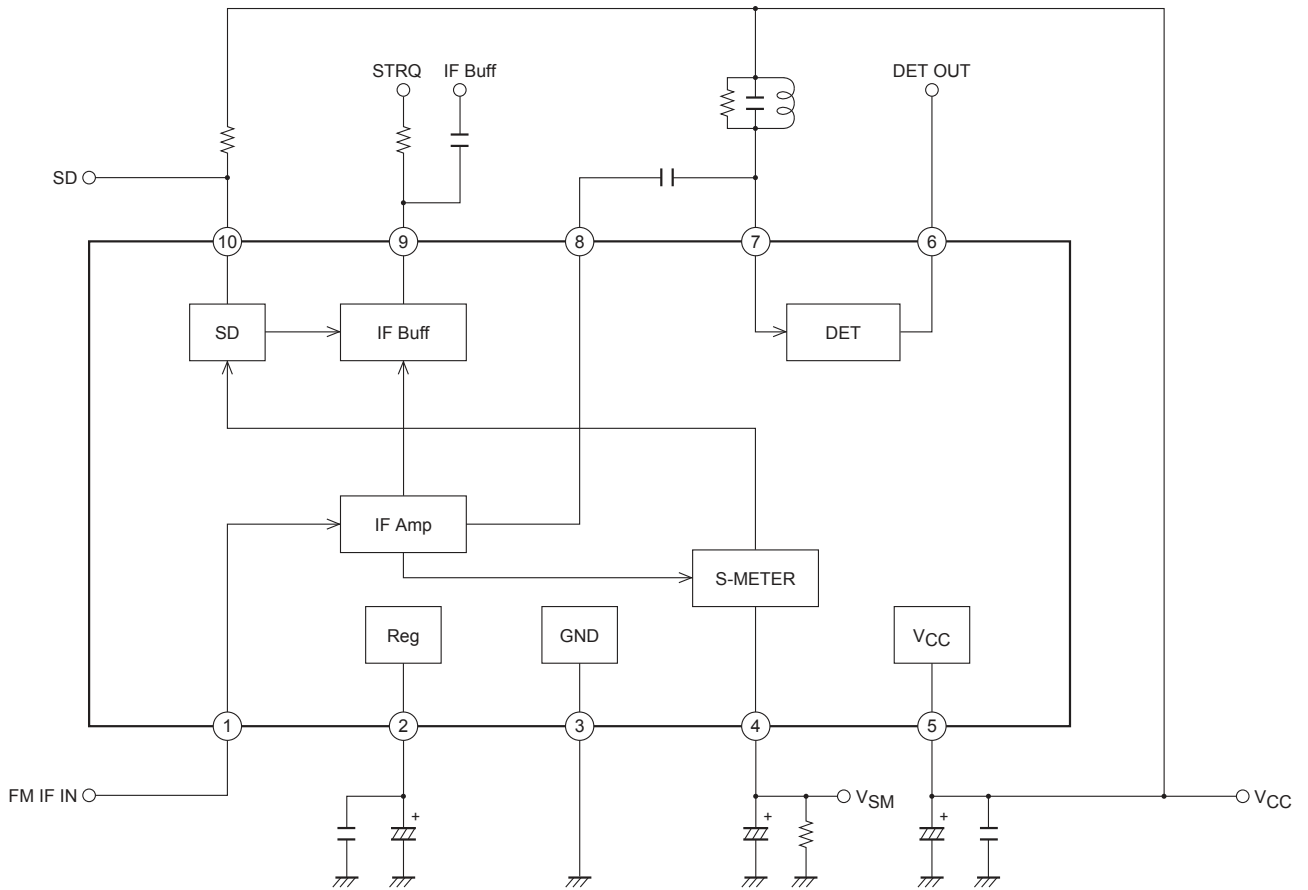 STRQ IF Buff DET OUT
SD
10 9 8 7 6
SD IF Buff DET
IF Amp
S-METER
Reg GND VCC
1 2 3 4 5
FM IF IN VSM VCC
+ + +